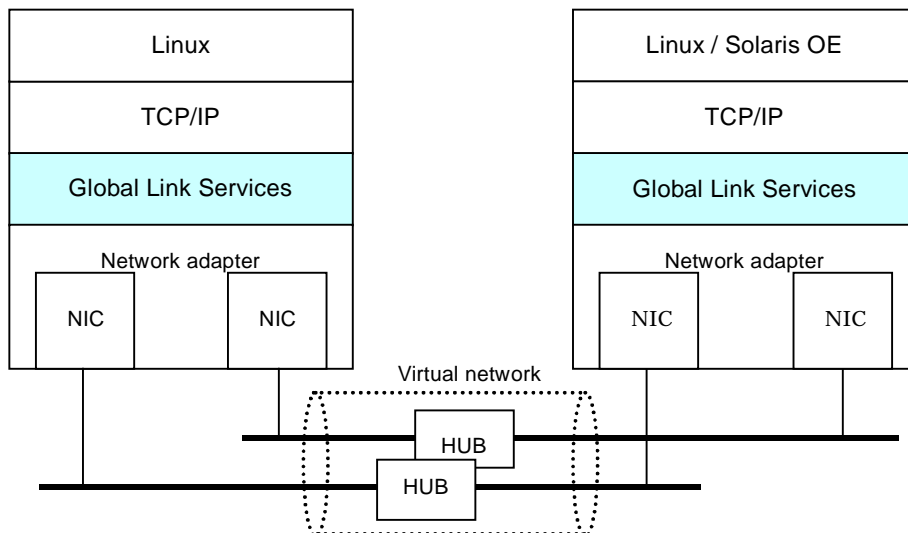 Linux
TCP/IP
Global Link Services
Network adapter
NIC
NIC
Linux / Solaris OE
TCP/IP
Global Link Services
Network adapter
NIC
NIC
Virtual network
HUB
HUB